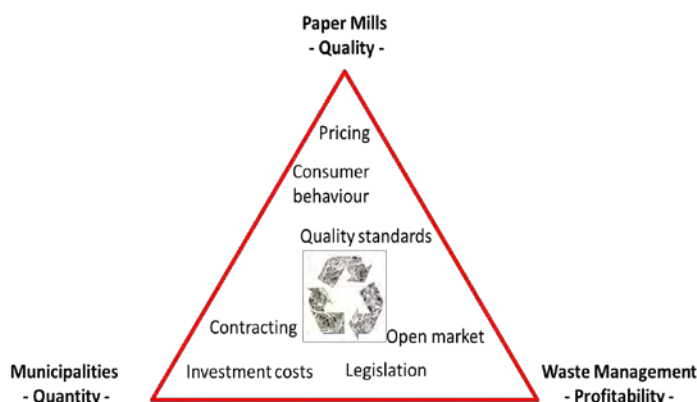 Paper Mills
- Quality -
Pricing
Consumer
behaviour
Quality standards
Contracting
Open market
Investment costs
Legislation
Municipalities
- Quantity -
Waste Management
- Profitability -